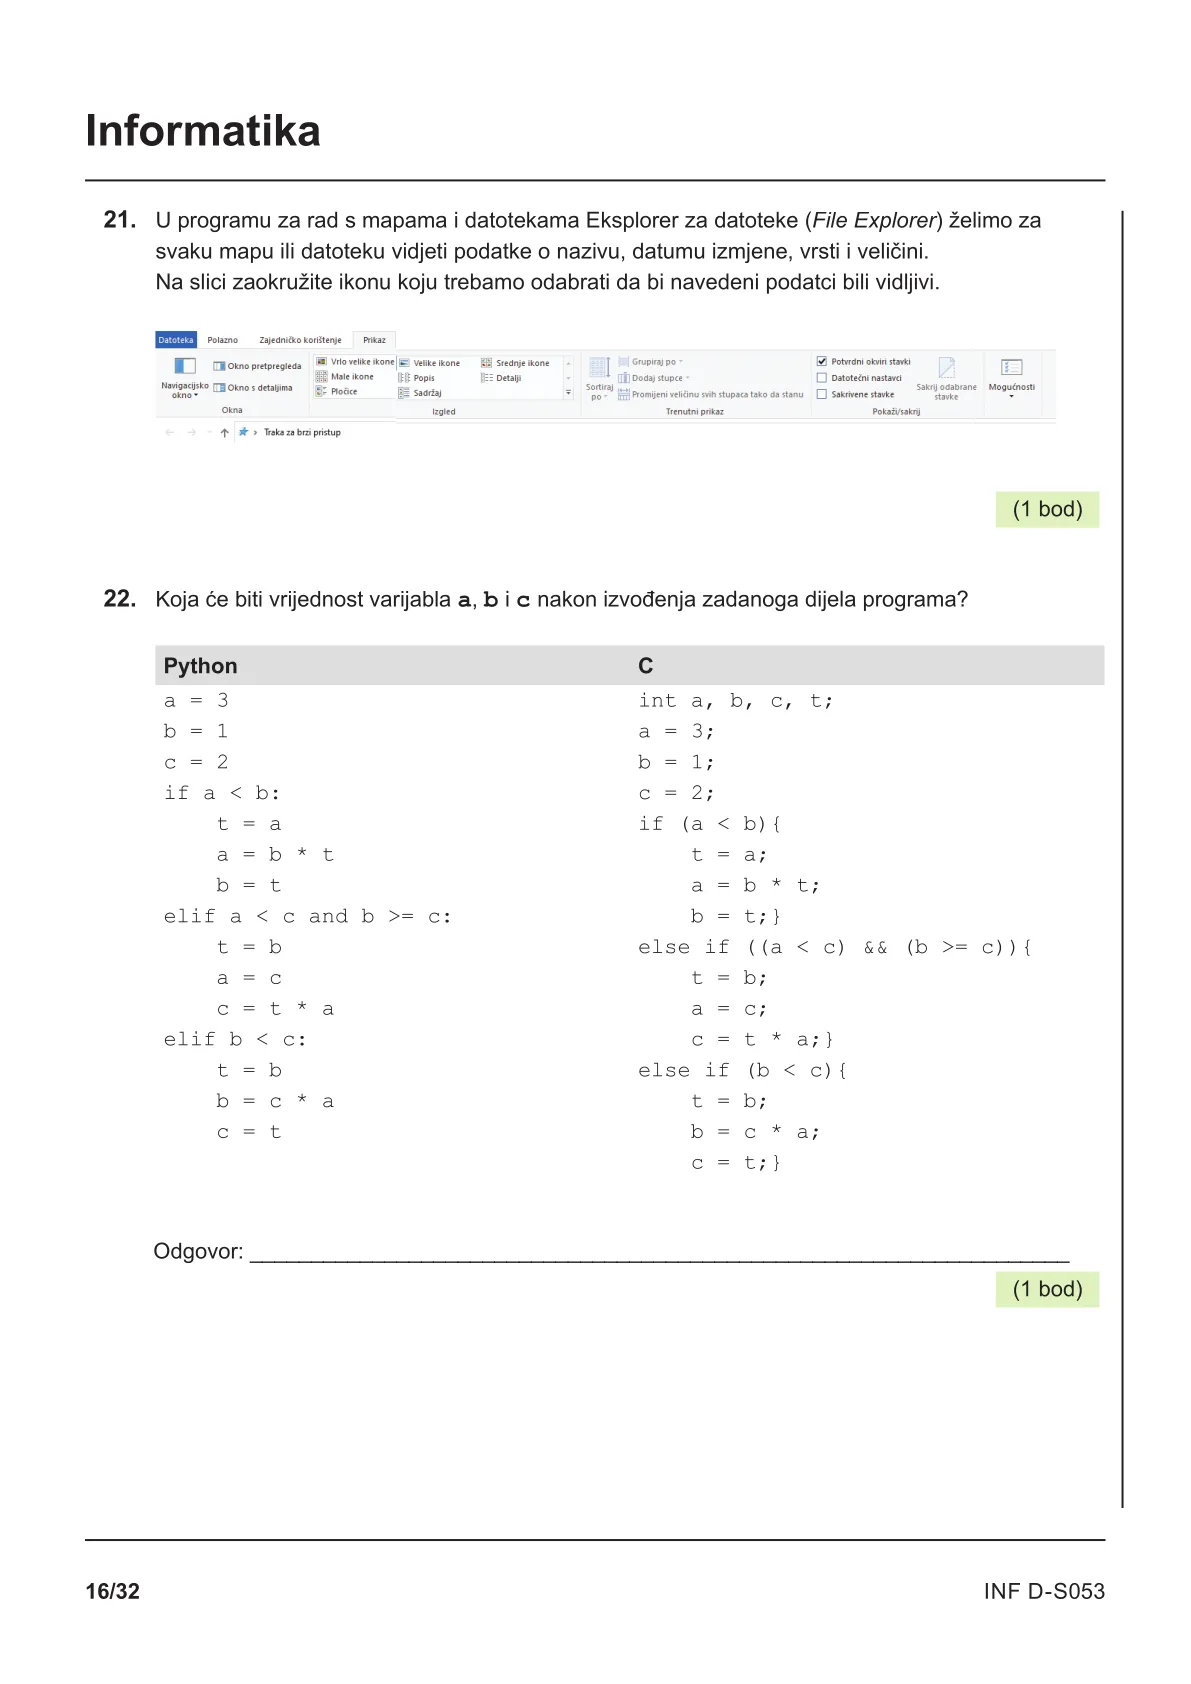 Informatika
21. U programu za rad s mapama i datotekama Eksplorer za datoteke (File Explorer) želimo za
svaku mapu ili datoteku vidjeti podatke o nazivu, datumu izmjene, vrsti i veličini.
Na slici zaokružite ikonu koju trebamo odabrati da bi navedeni podatci bili vidljivi.
Datoteka Polazno Zajedničko korištenje Prikaz
Navigacijsko okno
Okno pretpregleda
Okno s detaljima
Okna
Vrlo velike ikone Velike ikone Srednje ikone
Male ikone Popis Detalji
Pločice Sadržaj
Izgled
Sortiraj po
Grupiraj po
Dodaj stupce
Promijeni veličinu svih stupaca tako da stanu
Trenutni prikaz
Potvrdni okviri stavki
Datotečni nastavci
Sakrivene stavke
Sakrij odabrane stavke
Pokaži/sakrij
Mogućnosti
Traka za brzi pristup
(1 bod)
22. Koja će biti vrijednost varijabla a, b i c nakon izvođenja zadanoga dijela programa?
Python
a = 3
b = 1
c = 2
if a < b:
    t = a
    a = b * t
    b = t
elif a < c and b >= c:
    t = b
    a = c
    c = t * a
elif b < c:
    t = b
    b = c * a
    c = t
C
int a, b, c, t;
a = 3;
b = 1;
c = 2;
if (a < b){
    t = a;
    a = b * t;
    b = t;}
else if ((a < c) && (b >= c)){
    t = b;
    a = c;
    c = t * a;}
else if (b < c){
    t = b;
    b = c * a;
    c = t;}
Odgovor: ____________________
(1 bod)
16/32
INF D-S053